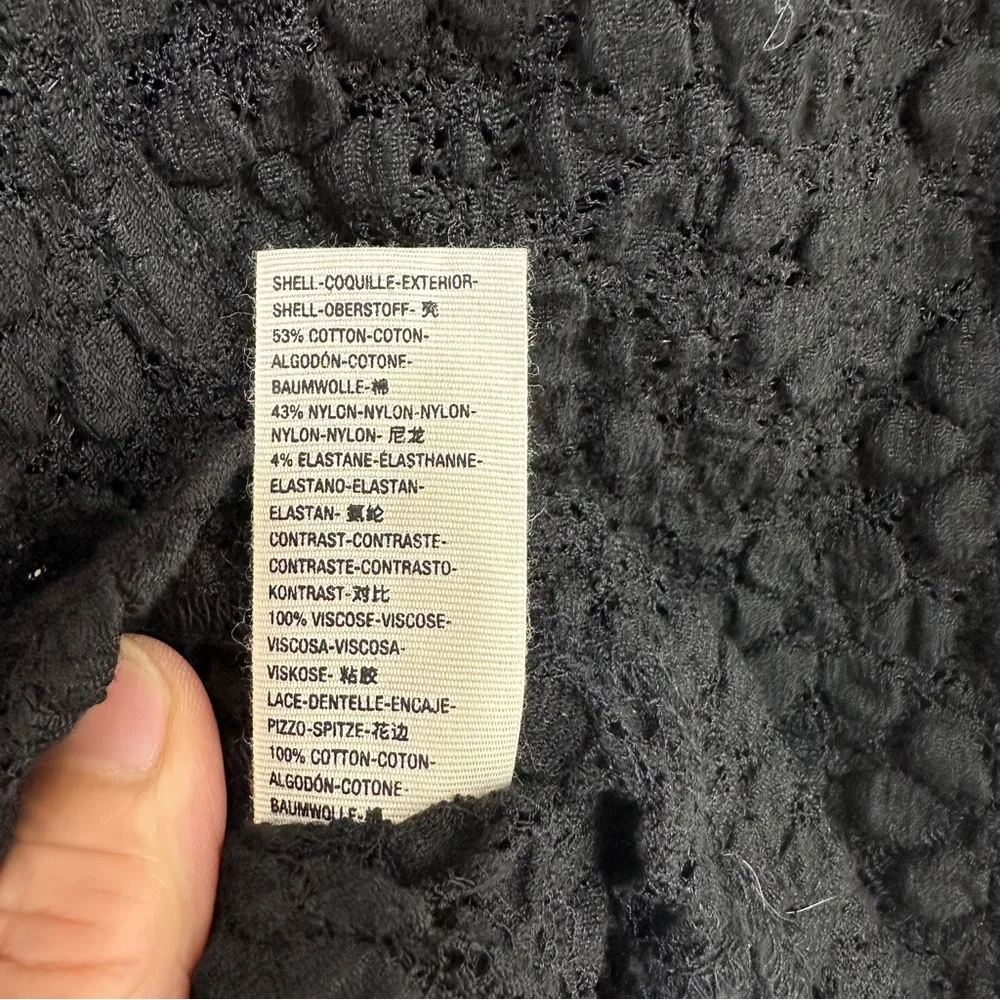 SHELL-COQUILLE-EXTERIOR-
SHELL-OBERSTOFF- 壳
53% COTTON-COTON-
ALGODÓN-COTONE-
BAUMWOLLE-棉
43% NYLON-NYLON-NYLON-
NYLON-NYLON- 尼龙
4% ELASTANE-ÉLASTHANNE-
ELASTANO-ELASTAN-
ELASTAN- 氨纶
CONTRAST-CONTRASTE-
CONTRASTE-CONTRASTO-
KONTRAST-对比
100% VISCOSE-VISCOSE-
VISCOSA-VISCOSA-
VISKOSE- 粘胶
LACE-DENTELLE-ENCAJE-
PIZZO-SPITZE-花边
100% COTTON-COTON-
ALGODÓN-COTONE-
BAUMWOLLE-棉